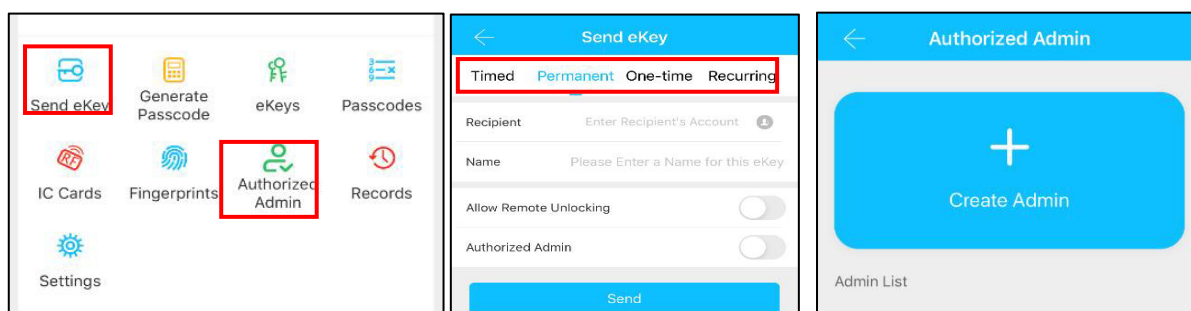 Send eKey
Generate
Passcode
eKeys
Passcodes
IC Cards
Fingerprints
Authorized
Admin
Records
Settings
Send eKey
Timed Permanent One-time Recurring
Recipient Enter Recipient's Account
Name Please Enter a Name for this eKey
Allow Remote Unlocking
Authorized Admin
Send
Authorized Admin
Create Admin
Admin List